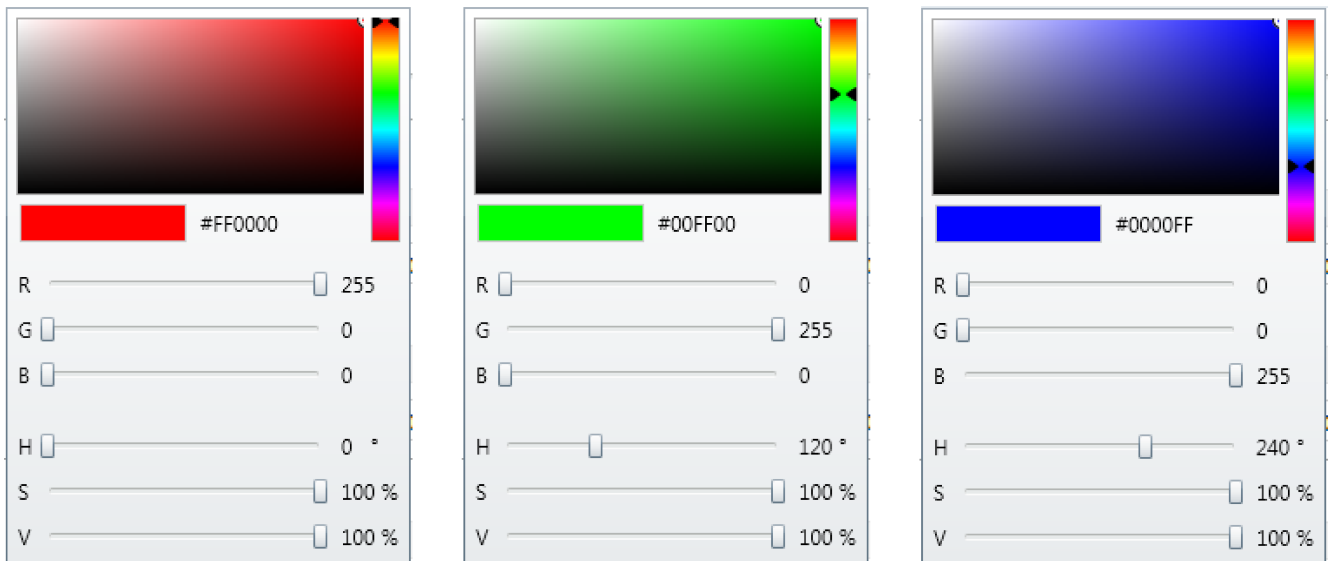 #FF0000
R 255
G 0
B 0
H 0 °
S 100 %
V 100 %
#00FF00
R 0
G 255
B 0
H 120 °
S 100 %
V 100 %
#0000FF
R 0
G 0
B 255
H 240 °
S 100 %
V 100 %